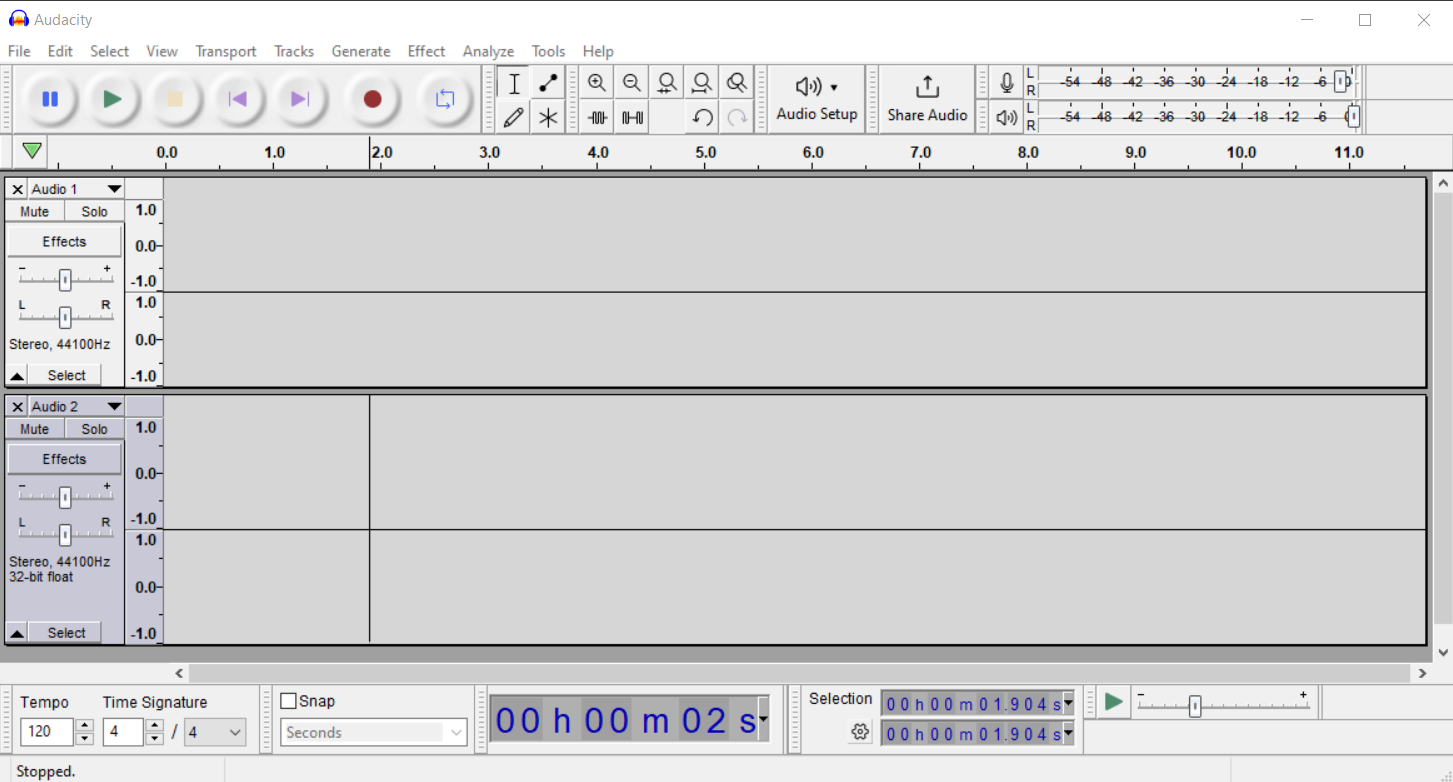 Audacity
File Edit Select View Transport Tracks Generate Effect Analyze Tools Help
Audio Setup
Share Audio
L -54 -48 -42 -36 -30 -24 -18 -12 -6 0
R
L -54 -48 -42 -36 -30 -24 -18 -12 -6 0
R
0.0 1.0 2.0 3.0 4.0 5.0 6.0 7.0 8.0 9.0 10.0 11.0
Audio 1
Mute Solo 1.0
Effects 0.0
- + -1.0
L R 1.0
Stereo, 44100Hz 0.0
Select -1.0
Audio 2
Mute Solo 1.0
Effects 0.0
- + -1.0
L R 1.0
Stereo, 44100Hz
32-bit float 0.0
Select -1.0
Tempo Time Signature
120 4 / 4
Snap
Seconds
00 h 00 m 02 s
Selection 00 h 00 m 01.904 s
00 h 00 m 01.904 s
- +
Stopped.